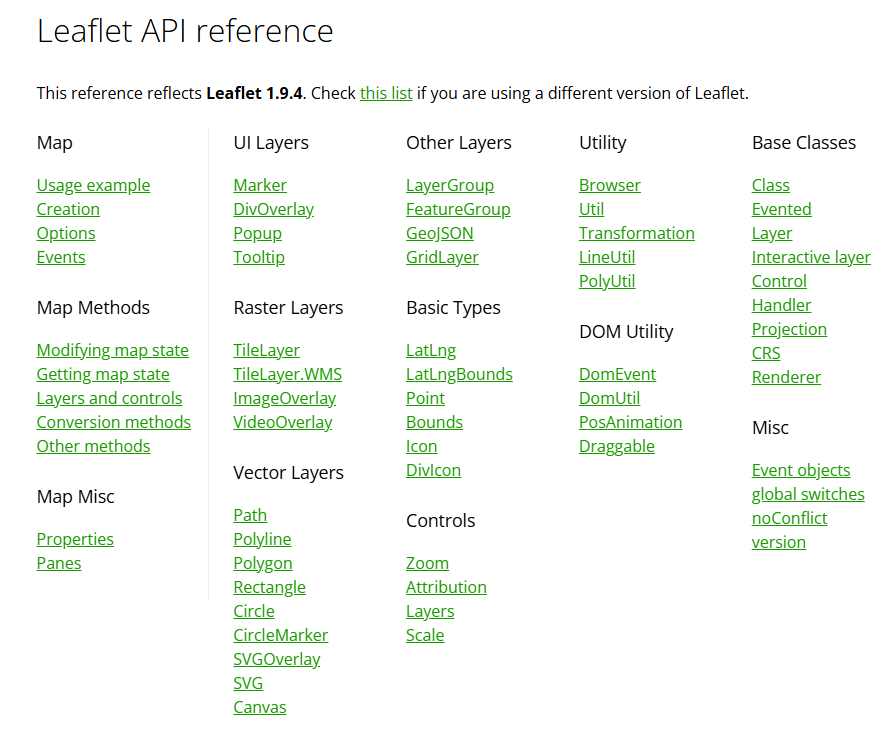 Leaflet API reference
This reference reflects Leaflet 1.9.4. Check this list if you are using a different version of Leaflet.
Map
Usage example
Creation
Options
Events
Map Methods
Modifying map state
Getting map state
Layers and controls
Conversion methods
Other methods
Map Misc
Properties
Panes
UI Layers
Marker
DivOverlay
Popup
Tooltip
Raster Layers
TileLayer
TileLayer.WMS
ImageOverlay
VideoOverlay
Vector Layers
Path
Polyline
Polygon
Rectangle
Circle
CircleMarker
SVGOverlay
SVG
Canvas
Other Layers
LayerGroup
FeatureGroup
GeoJSON
GridLayer
Basic Types
LatLng
LatLngBounds
Point
Bounds
Icon
DivIcon
Controls
Zoom
Attribution
Layers
Scale
Utility
Browser
Util
Transformation
LineUtil
PolyUtil
DOM Utility
DomEvent
DomUtil
PosAnimation
Draggable
Base Classes
Class
Evented
Layer
Interactive layer
Control
Handler
Projection
CRS
Renderer
Misc
Event objects
global switches
noConflict
version